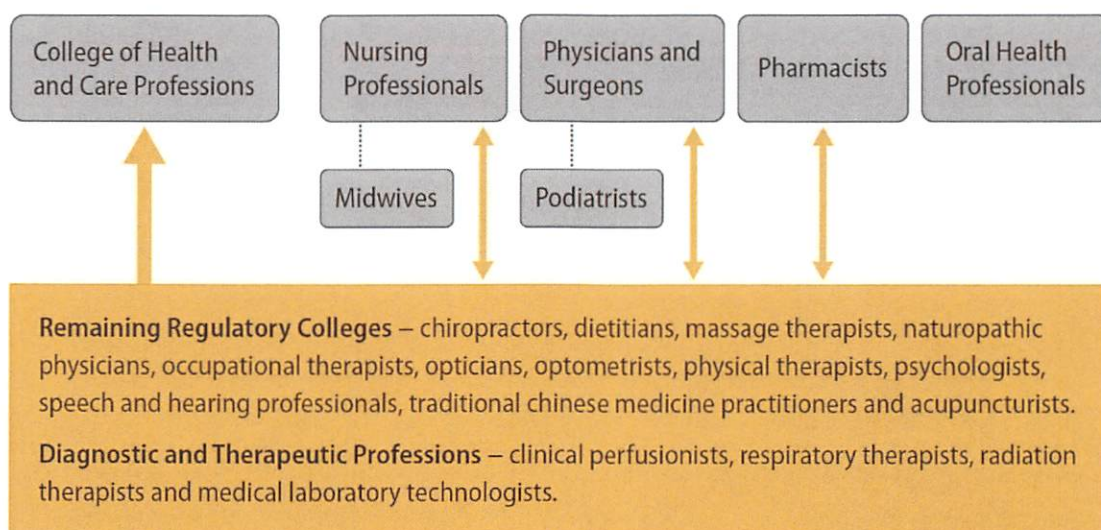 College of Health
and Care Professions
Nursing
Professionals
Physicians and
Surgeons
Pharmacists
Oral Health
Professionals
Midwives
Podiatrists
Remaining Regulatory Colleges – chiropractors, dietitians, massage therapists, naturopathic
physicians, occupational therapists, opticians, optometrists, physical therapists, psychologists,
speech and hearing professionals, traditional chinese medicine practitioners and acupuncturists.
Diagnostic and Therapeutic Professions – clinical perfusionists, respiratory therapists, radiation
therapists and medical laboratory technologists.